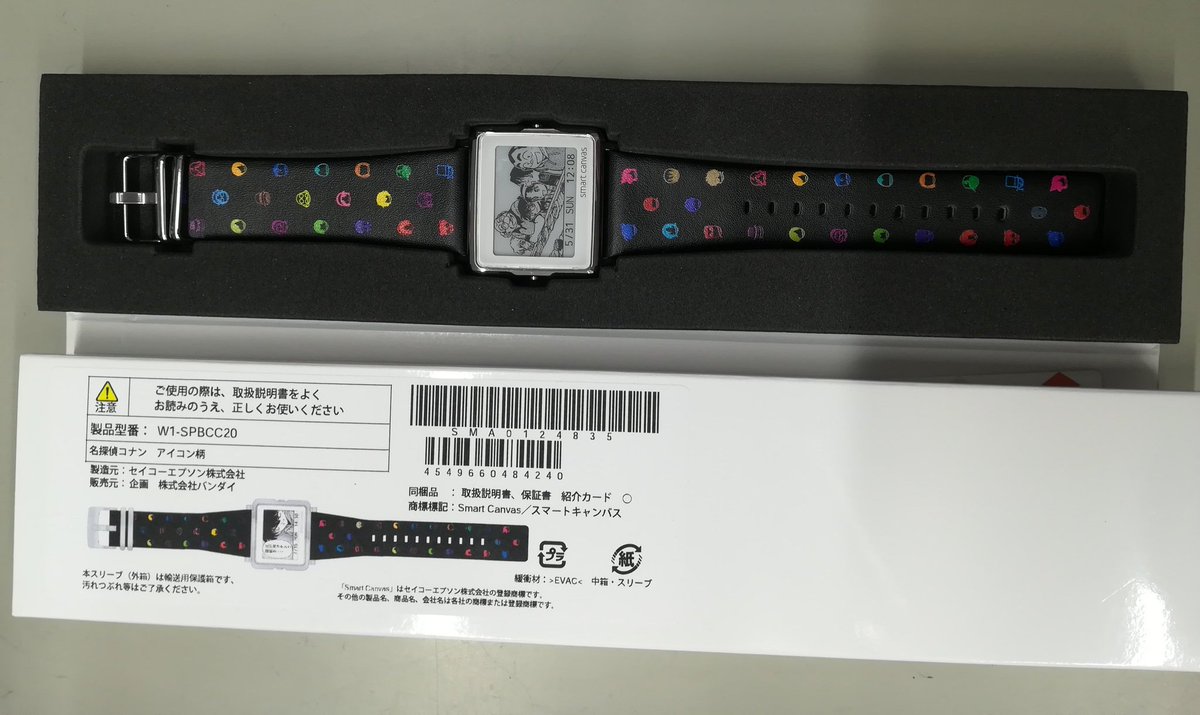 5/31 SUN 12:08
smart canvas
注意
ご使用の際は、取扱説明書をよく
お読みのうえ、正しくお使いください
製品型番： W1-SPBCC20
名探偵コナン アイコン柄
製造元：セイコーエプソン株式会社
販売元：企画 株式会社バンダイ
SMA0124835
4549660484240
同梱品 ： 取扱説明書、保証書 紹介カード ○
商標標記：Smart Canvas／スマートキャンバス
プラ
紙
緩衝材：>EVAC< 中箱・スリーブ
本スリーブ（外箱）は輸送用保護箱です、
汚れつぶれ等はご了承ください。
「Smart Canvas」はセイコーエプソン株式会社の登録商標です。
その他の製品名、商品名、会社名は各社の商標または登録商標です。